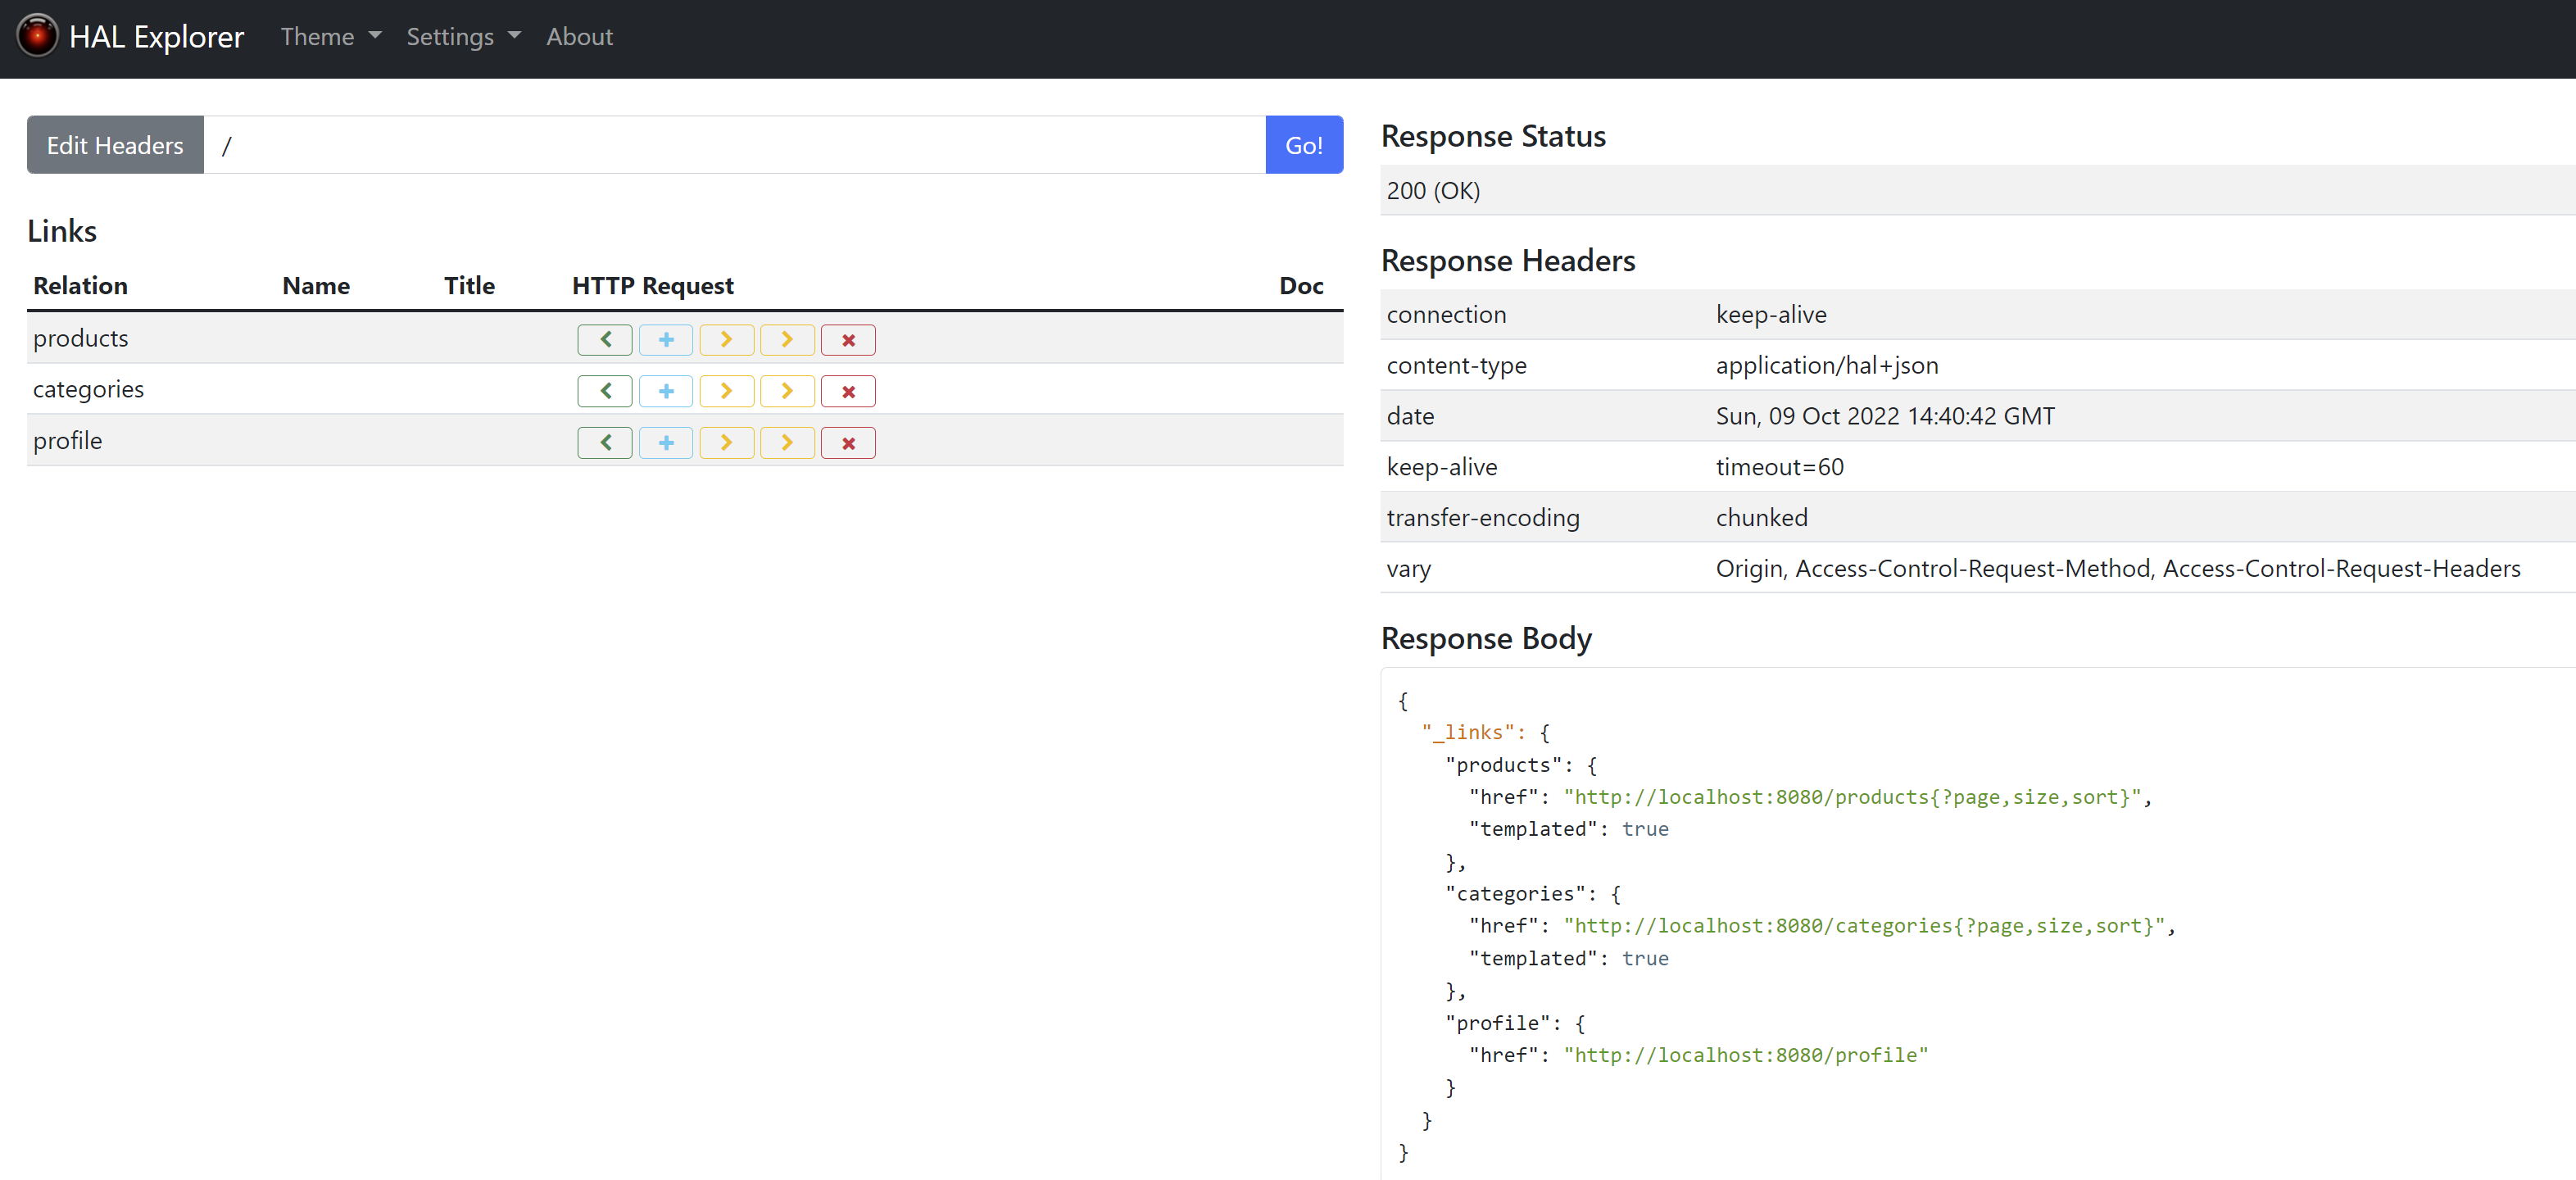 HAL Explorer Theme Settings About
Edit Headers / Go!
Links
Relation Name Title HTTP Request Doc
products
categories
profile
Response Status
200 (OK)
Response Headers
connection keep-alive
content-type application/hal+json
date Sun, 09 Oct 2022 14:40:42 GMT
keep-alive timeout=60
transfer-encoding chunked
vary Origin, Access-Control-Request-Method, Access-Control-Request-Headers
Response Body
{
  "_links": {
    "products": {
      "href": "http://localhost:8080/products{?page,size,sort}",
      "templated": true
    },
    "categories": {
      "href": "http://localhost:8080/categories{?page,size,sort}",
      "templated": true
    },
    "profile": {
      "href": "http://localhost:8080/profile"
    }
  }
}